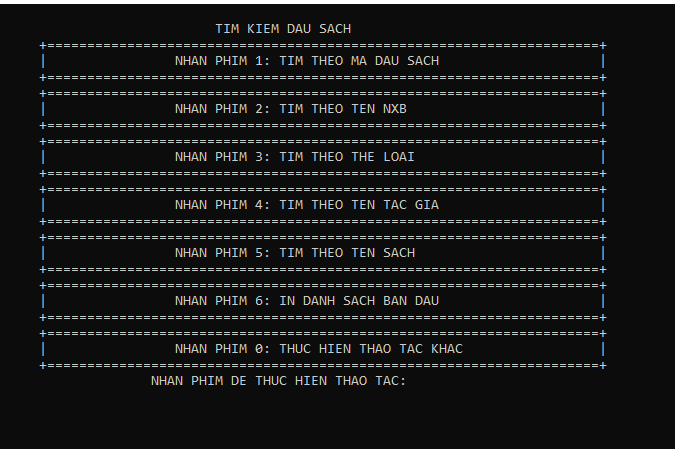 TIM KIEM DAU SACH
NHAN PHIM 1: TIM THEO MA DAU SACH
NHAN PHIM 2: TIM THEO TEN NXB
NHAN PHIM 3: TIM THEO THE LOAI
NHAN PHIM 4: TIM THEO TEN TAC GIA
NHAN PHIM 5: TIM THEO TEN SACH
NHAN PHIM 6: IN DANH SACH BAN DAU
NHAN PHIM 0: THUC HIEN THAO TAC KHAC
NHAN PHIM DE THUC HIEN THAO TAC: